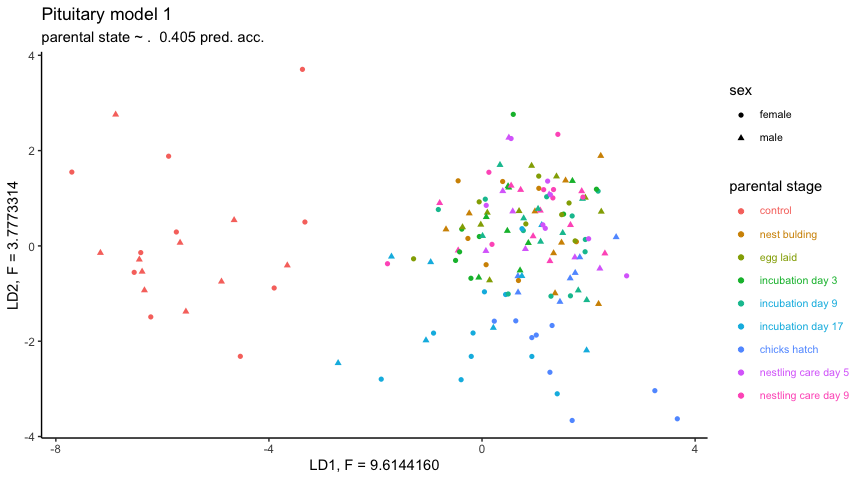 Pituitary model 1
parental state ~ .  0.405 pred. acc.
4
2
0
-2
-4
LD2, F = 3.7773314
-8
-4
0
4
LD1, F = 9.6144160
sex
female
male
parental stage
control
nest bulding
egg laid
incubation day 3
incubation day 9
incubation day 17
chicks hatch
nestling care day 5
nestling care day 9